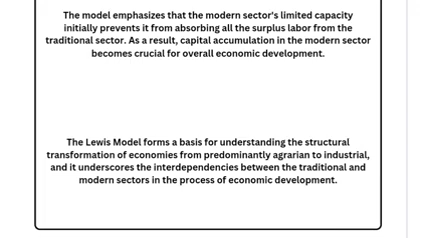 The model emphasizes that the modern sector's limited capacity
initially prevents it from absorbing all the surplus labor from the
traditional sector. As a result, capital accumulation in the modern sector
becomes crucial for overall economic development.
The Lewis Model forms a basis for understanding the structural
transformation of economies from predominantly agrarian to industrial,
and it underscores the interdependencies between the traditional and
modern sectors in the process of economic development.